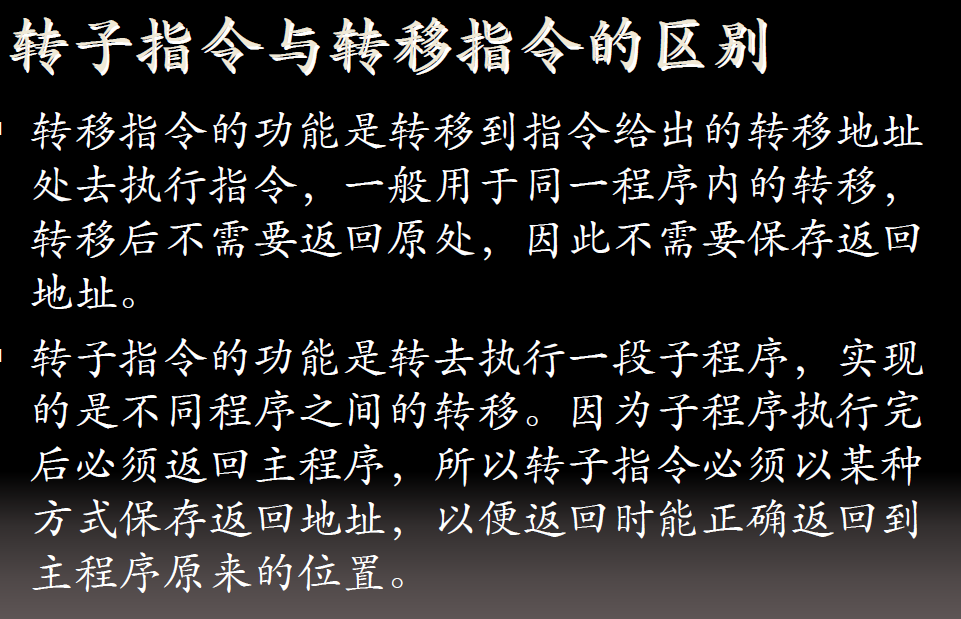 转子指令与转移指令的区别
转移指令的功能是转移到指令给出的转移地址
处去执行指令，一般用于同一程序内的转移，
转移后不需要返回原处，因此不需要保存返回
地址。
转子指令的功能是转去执行一段子程序，实现
的是不同程序之间的转移。因为子程序执行完
后必须返回主程序，所以转子指令必须以某种
方式保存返回地址，以便返回时能正确返回到
主程序原来的位置。